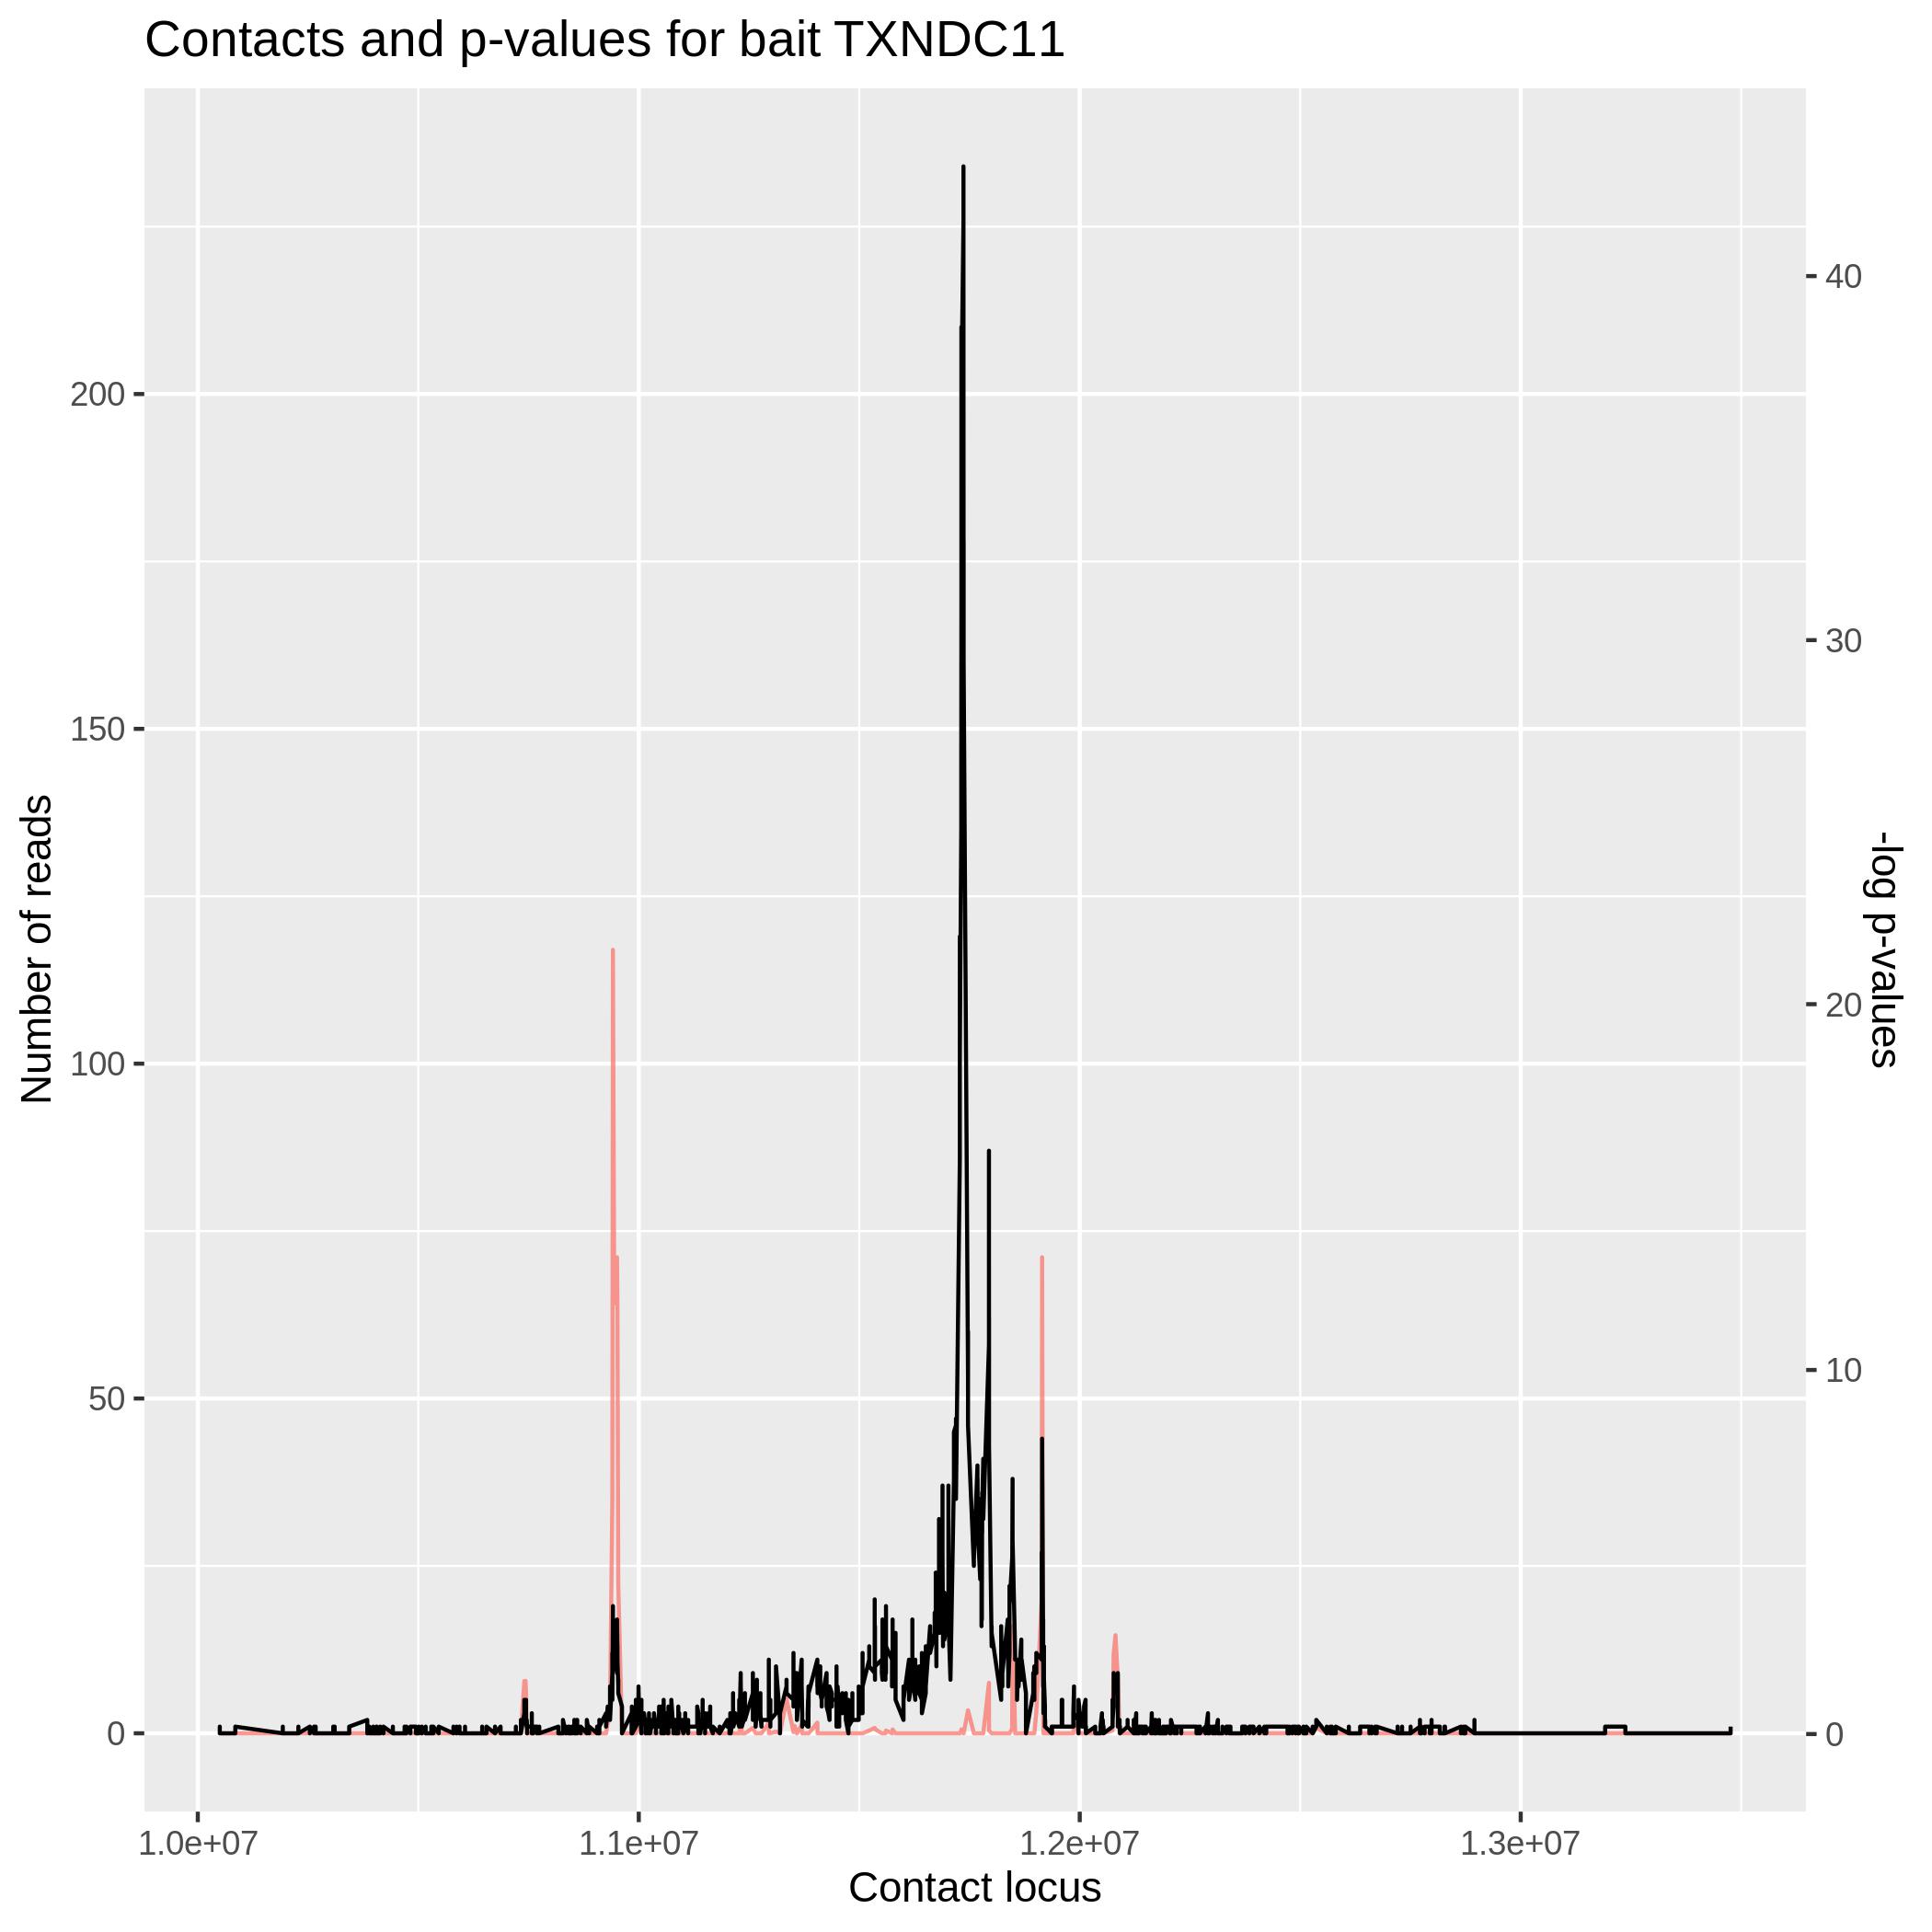 Contacts and p-values for bait TXNDC11
Number of reads
200
150
100
50
0
40
30
20
10
0
-log p-values
1.0e+07
1.1e+07
1.2e+07
1.3e+07
Contact locus